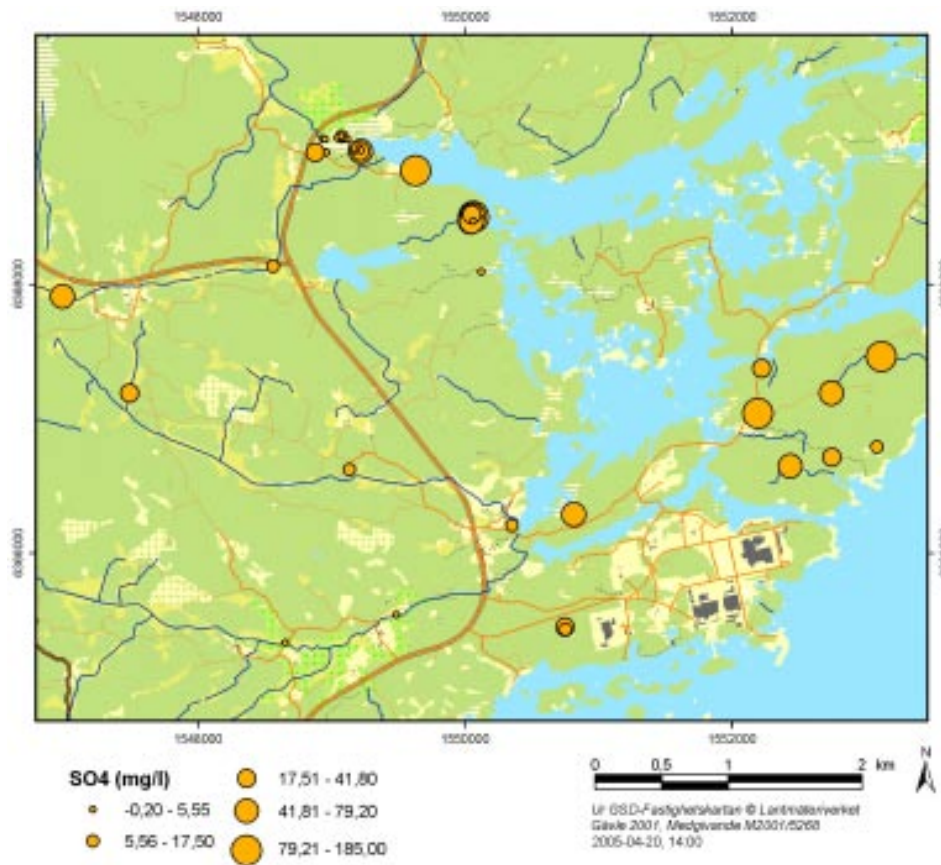 1548000 1550000 1552000
6368000
6366000
1548000 1550000 1552000
SO4 (mg/l)
-0,20 - 5,55
5,56 - 17,50
17,51 - 41,80
41,81 - 79,20
79,21 - 185,00
0 0,5 1 2 km
N
Ur GSD-Fastighetskartan © Lantmäteriverket
Gävle 2001, Medgivande M2001/5268
2005-04-20, 14:00